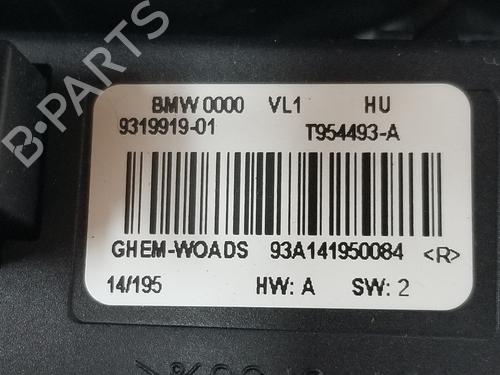 B-PARTS
BMW 0000 VL1 HU
9319919-01 T954493-A
GHEM-WOADS 93A141950084 <R>
14/195 HW: A SW: 2